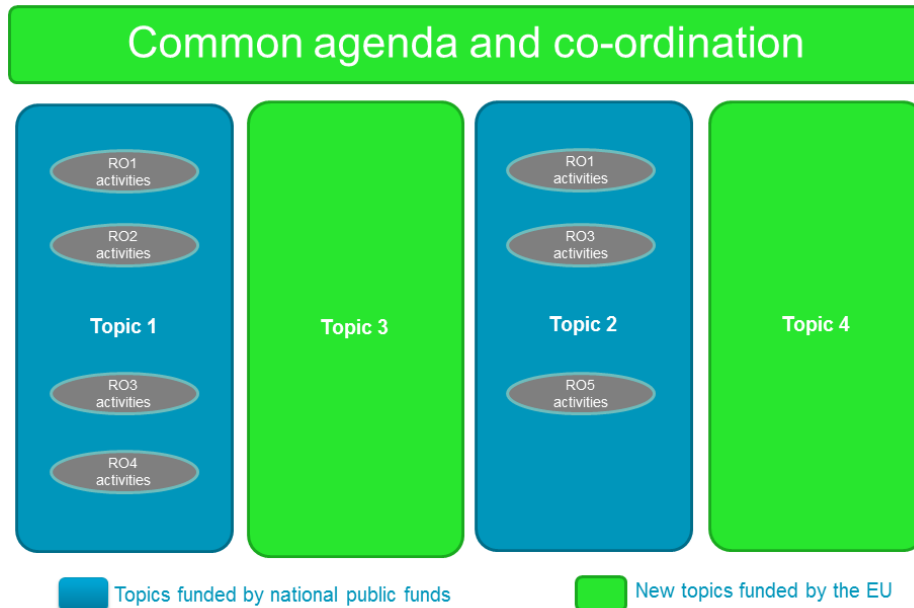 Common agenda and co-ordination
RO1
activities
RO2
activities
Topic 1
RO3
activities
RO4
activities
Topic 3
RO1
activities
RO3
activities
Topic 2
RO5
activities
Topic 4
Topics funded by national public funds
New topics funded by the EU